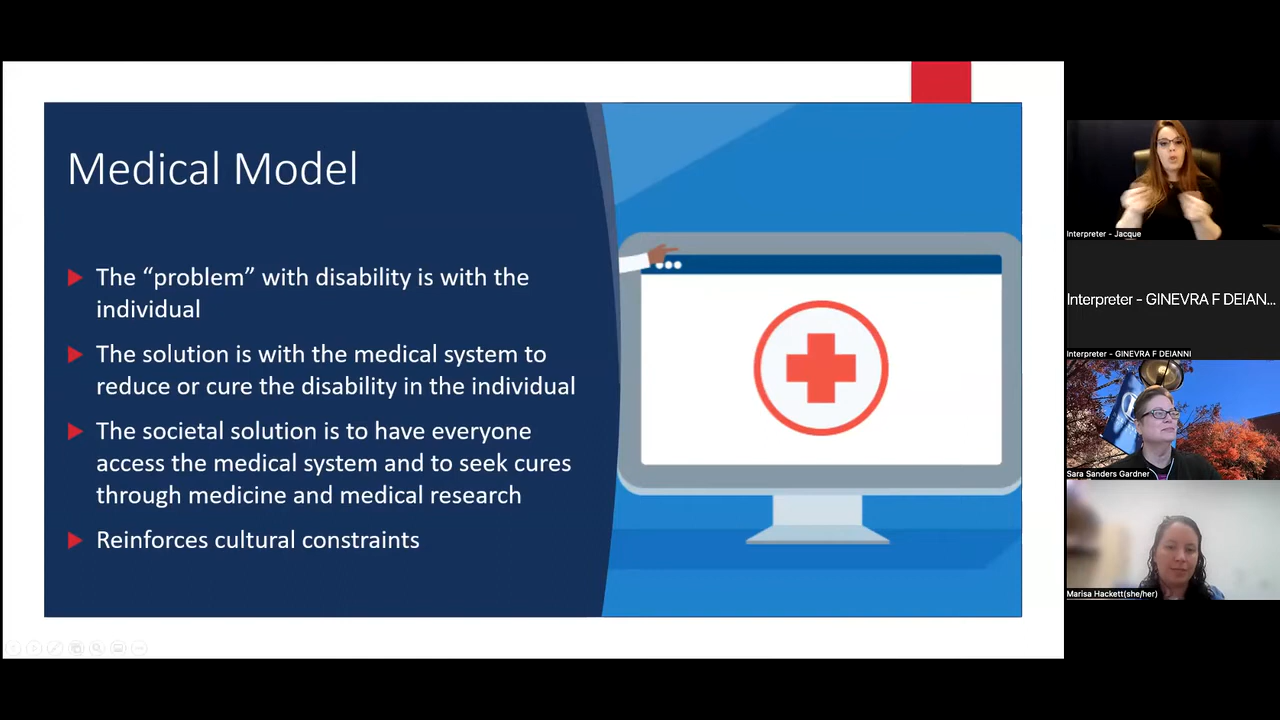 Medical Model
The “problem” with disability is with the
individual
The solution is with the medical system to
reduce or cure the disability in the individual
The societal solution is to have everyone
access the medical system and to seek cures
through medicine and medical research
Reinforces cultural constraints
Interpreter - Jacque
Interpreter - GINEVRA F DEIAN...
Interpreter - GINEVRA F DEIANNI
Sara Sanders Gardner
Marisa Hackett(she/her)